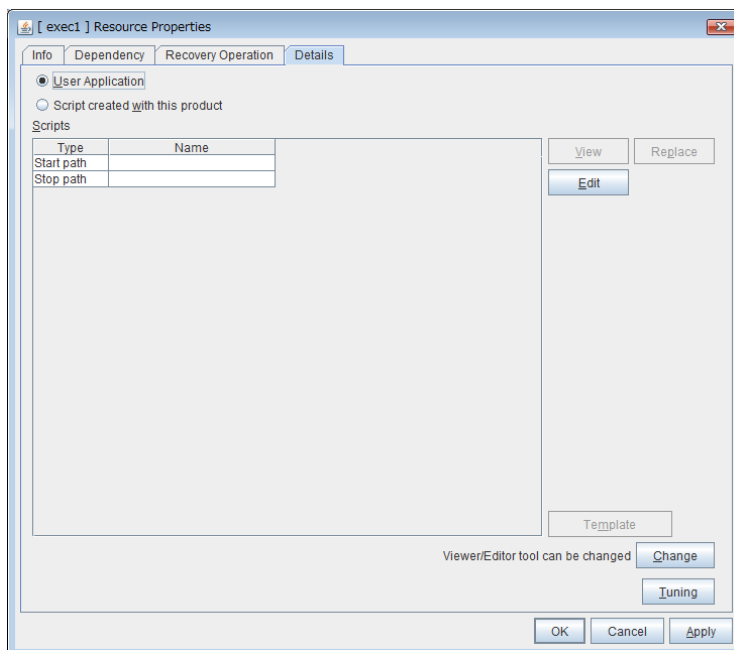 [ exec1 ] Resource Properties
Info Dependency Recovery Operation Details
User Application
Script created with this product
Scripts
Type Name
Start path
Stop path
View Replace
Edit
Template
Viewer/Editor tool can be changed Change
Tuning
OK Cancel Apply